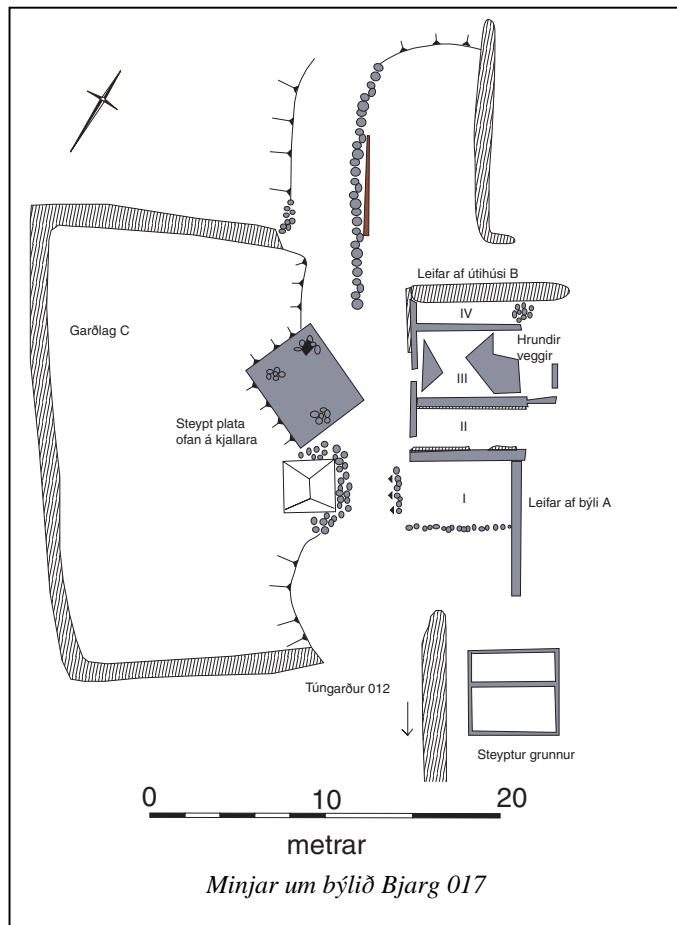 Leifar af útihúsi B
IV
Garðlag C
Hrundir
veggir
III
Steypt plata
ofan á kjallara
II
I
Leifar af býli A
Túngarður 012
Steyptur grunnur
0 10 20
metrar
Minjar um býlið Bjarg 017